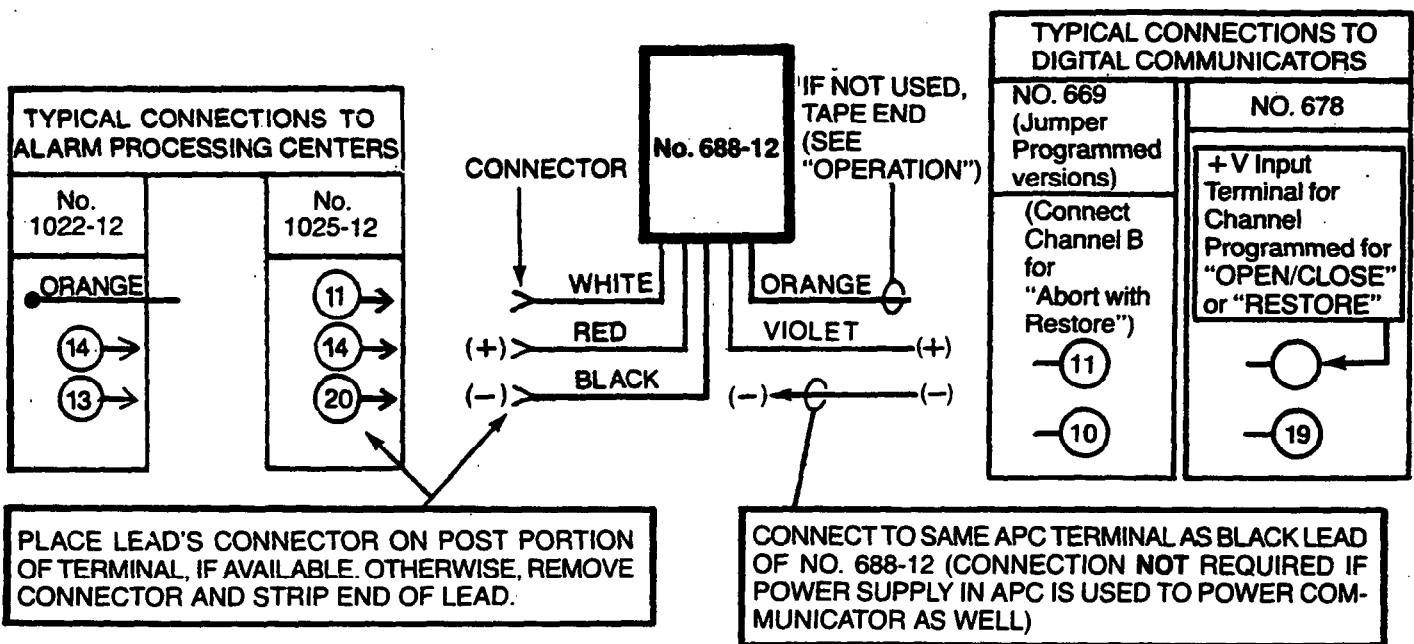 TYPICAL CONNECTIONS TO
ALARM PROCESSING CENTERS
No.
1022-12
ORANGE
14
13
No.
1025-12
11
14
20
CONNECTOR
WHITE
(+)
RED
(-)
BLACK
No. 688-12
IF NOT USED,
TAPE END
(SEE
"OPERATION")
ORANGE
VIOLET
(+)
(-)
(-)
TYPICAL CONNECTIONS TO
DIGITAL COMMUNICATORS
NO. 669
(Jumper
Programmed
versions)
(Connect
Channel B
for
"Abort with
Restore")
11
10
NO. 678
+V Input
Terminal for
Channel
Programmed for
"OPEN/CLOSE"
or "RESTORE"
19
PLACE LEAD'S CONNECTOR ON POST PORTION
OF TERMINAL, IF AVAILABLE. OTHERWISE, REMOVE
CONNECTOR AND STRIP END OF LEAD.
CONNECT TO SAME APC TERMINAL AS BLACK LEAD
OF NO. 688-12 (CONNECTION NOT REQUIRED IF
POWER SUPPLY IN APC IS USED TO POWER COM-
MUNICATOR AS WELL)